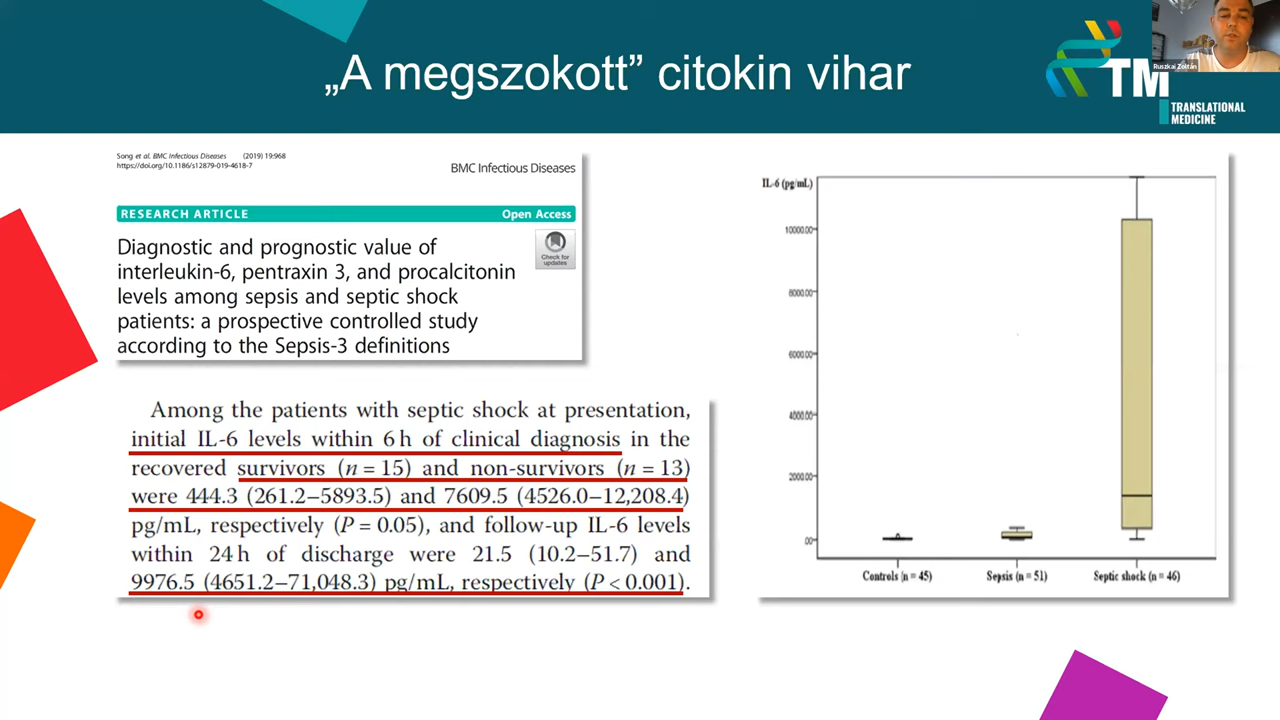 „A megszokott” citokin vihar
Ruszkai Zoltán
TM
TRANSLATIONAL
MEDICINE
Song et al. BMC Infectious Diseases (2019) 19:968
https://doi.org/10.1186/s12879-019-4618-7
BMC Infectious Diseases
RESEARCH ARTICLE Open Access
Diagnostic and prognostic value of
interleukin-6, pentraxin 3, and procalcitonin
levels among sepsis and septic shock
patients: a prospective controlled study
according to the Sepsis-3 definitions
Check for
updates
Among the patients with septic shock at presentation,
initial IL-6 levels within 6 h of clinical diagnosis in the
recovered survivors (n = 15) and non-survivors (n = 13)
were 444.3 (261.2–5893.5) and 7609.5 (4526.0–12,208.4)
pg/mL, respectively (P = 0.05), and follow-up IL-6 levels
within 24 h of discharge were 21.5 (10.2–51.7) and
9976.5 (4651.2–71,048.3) pg/mL, respectively (P < 0.001).
IL-6 (pg/mL)
10000.00
8000.00
6000.00
4000.00
2000.00
.00
Controls (n = 45) Sepsis (n = 51) Septic shock (n = 46)